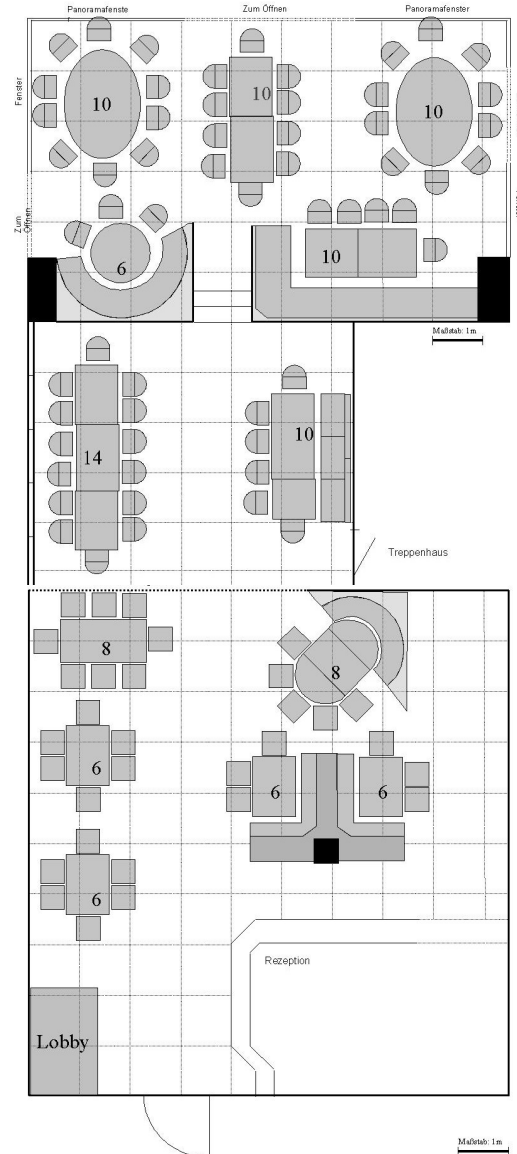 Panoramafenste
Zum Öffnen
Panoramafenster
Fenster
10
10
10
Zum
Öffnen
6
10
Maßstab: 1m
14
10
Treppenhaus
8
8
6
6
6
6
Rezeption
Lobby
Maßstab: 1m